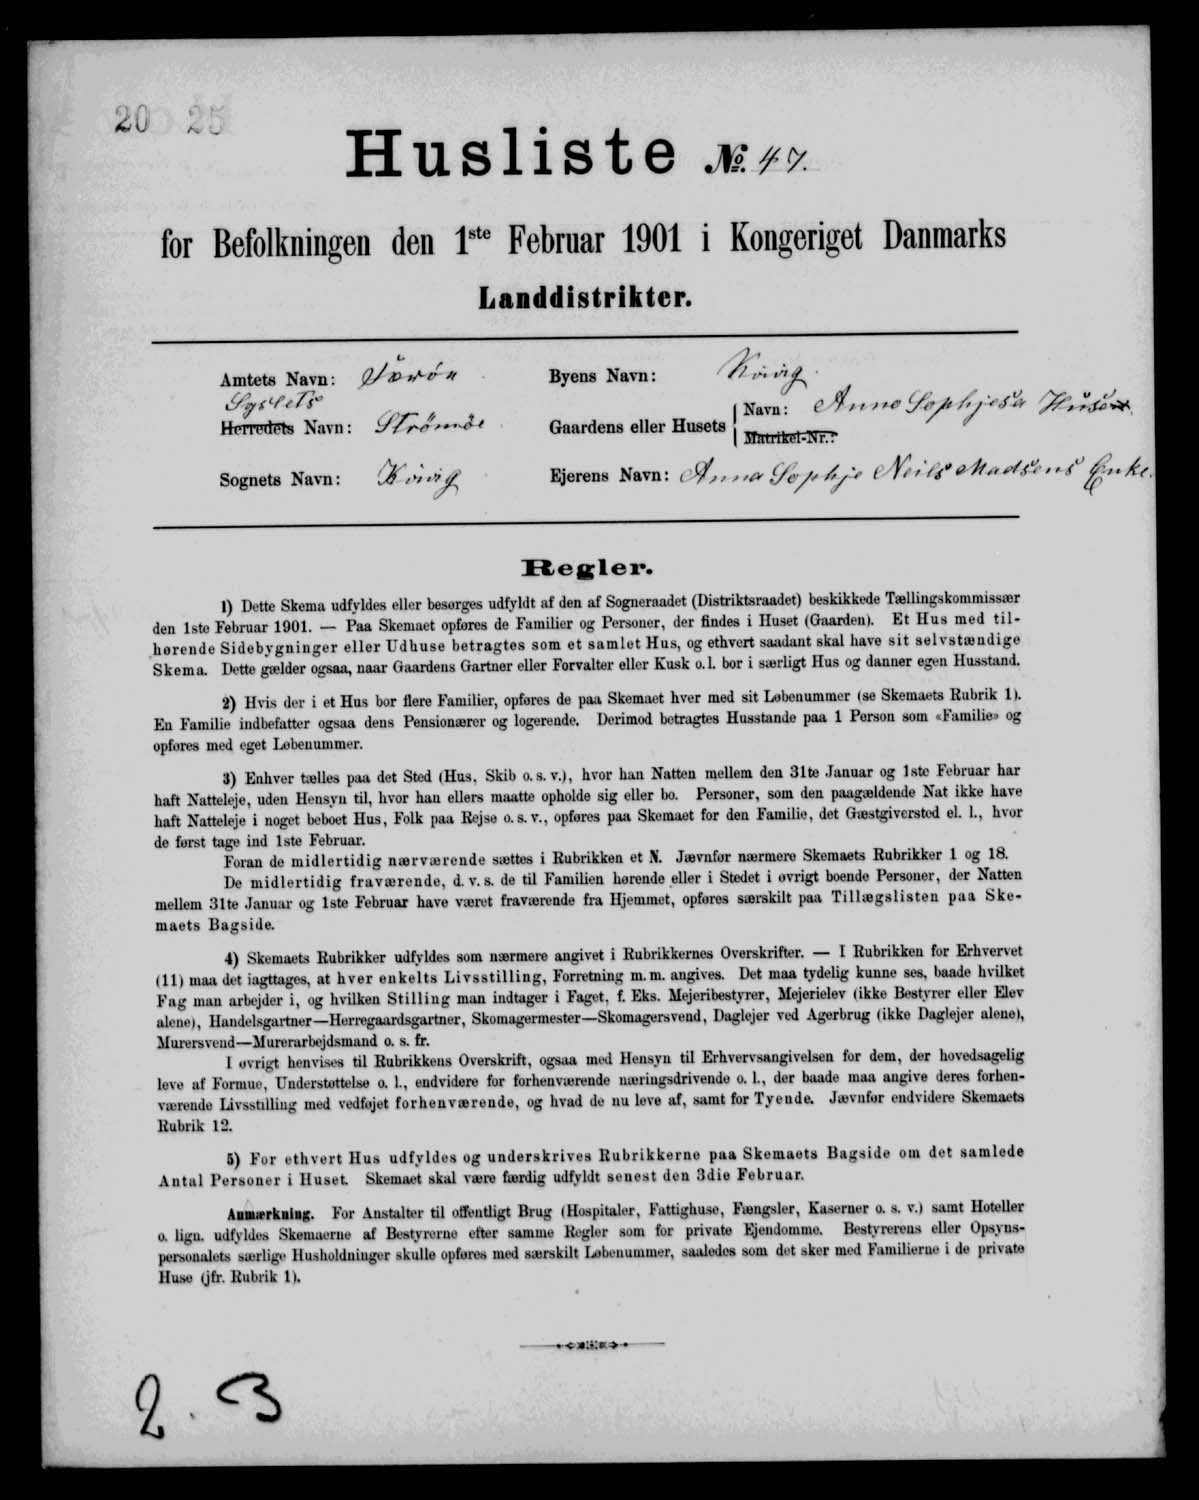 20 25
Husliste № 47.
for Befolkningen den 1ste Februar 1901 i Kongeriget Danmarks
Landdistrikter.
Amtets Navn: Færøe
Byens Navn: Kvivig
Syslets
Herredets Navn: Strømöe
Gaardens eller Husets
Navn: Anna Sophjesa Huse
Matrikel-Nr.:
Sognets Navn: Kvivig
Ejerens Navn: Anna Sophje Neils Madsens Enke.
Regler.
1) Dette Skema udfyldes eller besørges udfyldt af den af Sogneraadet (Distriktsraadet) beskikkede Tællingskommissær
den 1ste Februar 1901. — Paa Skemaet opføres de Familier og Personer, der findes i Huset (Gaarden). Et Hus med til-
hørende Sidebygninger eller Udhuse betragtes som et samlet Hus, og ethvert saadant skal have sit selvstændige
Skema. Dette gælder ogsaa, naar Gaardens Gartner eller Forvalter eller Kusk o. l. bor i særligt Hus og danner egen Husstand.
2) Hvis der i et Hus bor flere Familier, opføres de paa Skemaet hver med sit Løbenummer (se Skemaets Rubrik 1).
En Familie indbefatter ogsaa dens Pensionærer og logerende. Derimod betragtes Husstande paa 1 Person som «Familie» og
opføres med eget Løbenummer.
3) Enhver tælles paa det Sted (Hus, Skib o. s. v.), hvor han Natten mellem den 31te Januar og 1ste Februar har
haft Natteleje, uden Hensyn til, hvor han ellers maatte opholde sig eller bo. Personer, som den paagældende Nat ikke have
haft Natteleje i noget beboet Hus, Folk paa Rejse o. s. v., opføres paa Skemaet for den Familie, det Gæstgiversted el. l., hvor
de først tage ind 1ste Februar.
Foran de midlertidig nærværende sættes i Rubrikken et N. Jævnfør nærmere Skemaets Rubrikker 1 og 18.
De midlertidig fraværende, d. v. s. de til Familien hørende eller i Stedet i øvrigt boende Personer, der Natten
mellem 31te Januar og 1ste Februar have været fraværende fra Hjemmet, opføres særskilt paa Tillægslisten paa Ske-
maets Bagside.
4) Skemaets Rubrikker udfyldes som nærmere angivet i Rubrikkernes Overskrifter. — I Rubrikken for Erhvervet
(11) maa det iagttages, at hver enkelts Livsstilling, Forretning m. m. angives. Det maa tydelig kunne ses, baade hvilket
Fag man arbejder i, og hvilken Stilling man indtager i Faget, f. Eks. Mejeribestyrer, Mejerielev (ikke Bestyrer eller Elev
alene), Handelsgartner—Herregaardsgartner, Skomagermester—Skomagersvend, Daglejer ved Agerbrug (ikke Daglejer alene),
Murersvend—Murerarbejdsmand o. s. fr.
I øvrigt henvises til Rubrikkens Overskrift, ogsaa med Hensyn til Erhvervsangivelsen for dem, der hovedsagelig
leve af Formue, Understøttelse o. l., endvidere for forhenværende næringsdrivende o. l., der baade maa angive deres forhen-
værende Livsstilling med vedføjet forhenværende, og hvad de nu leve af, samt for Tyende. Jævnfør endvidere Skemaets
Rubrik 12.
5) For ethvert Hus udfyldes og underskrives Rubrikkerne paa Skemaets Bagside om det samlede
Antal Personer i Huset. Skemaet skal være færdig udfyldt senest den 3die Februar.
Anmærkning. For Anstalter til offentligt Brug (Hospitaler, Fattighuse, Fængsler, Kaserner o. s. v.) samt Hoteller
o. lign. udfyldes Skemaerne af Bestyrerne efter samme Regler som for private Ejendomme. Bestyrerens eller Opsyns-
personalets særlige Husholdninger skulle opføres med særskilt Løbenummer, saaledes som det sker med Familierne i de private
Huse (jfr. Rubrik 1).
2. 3